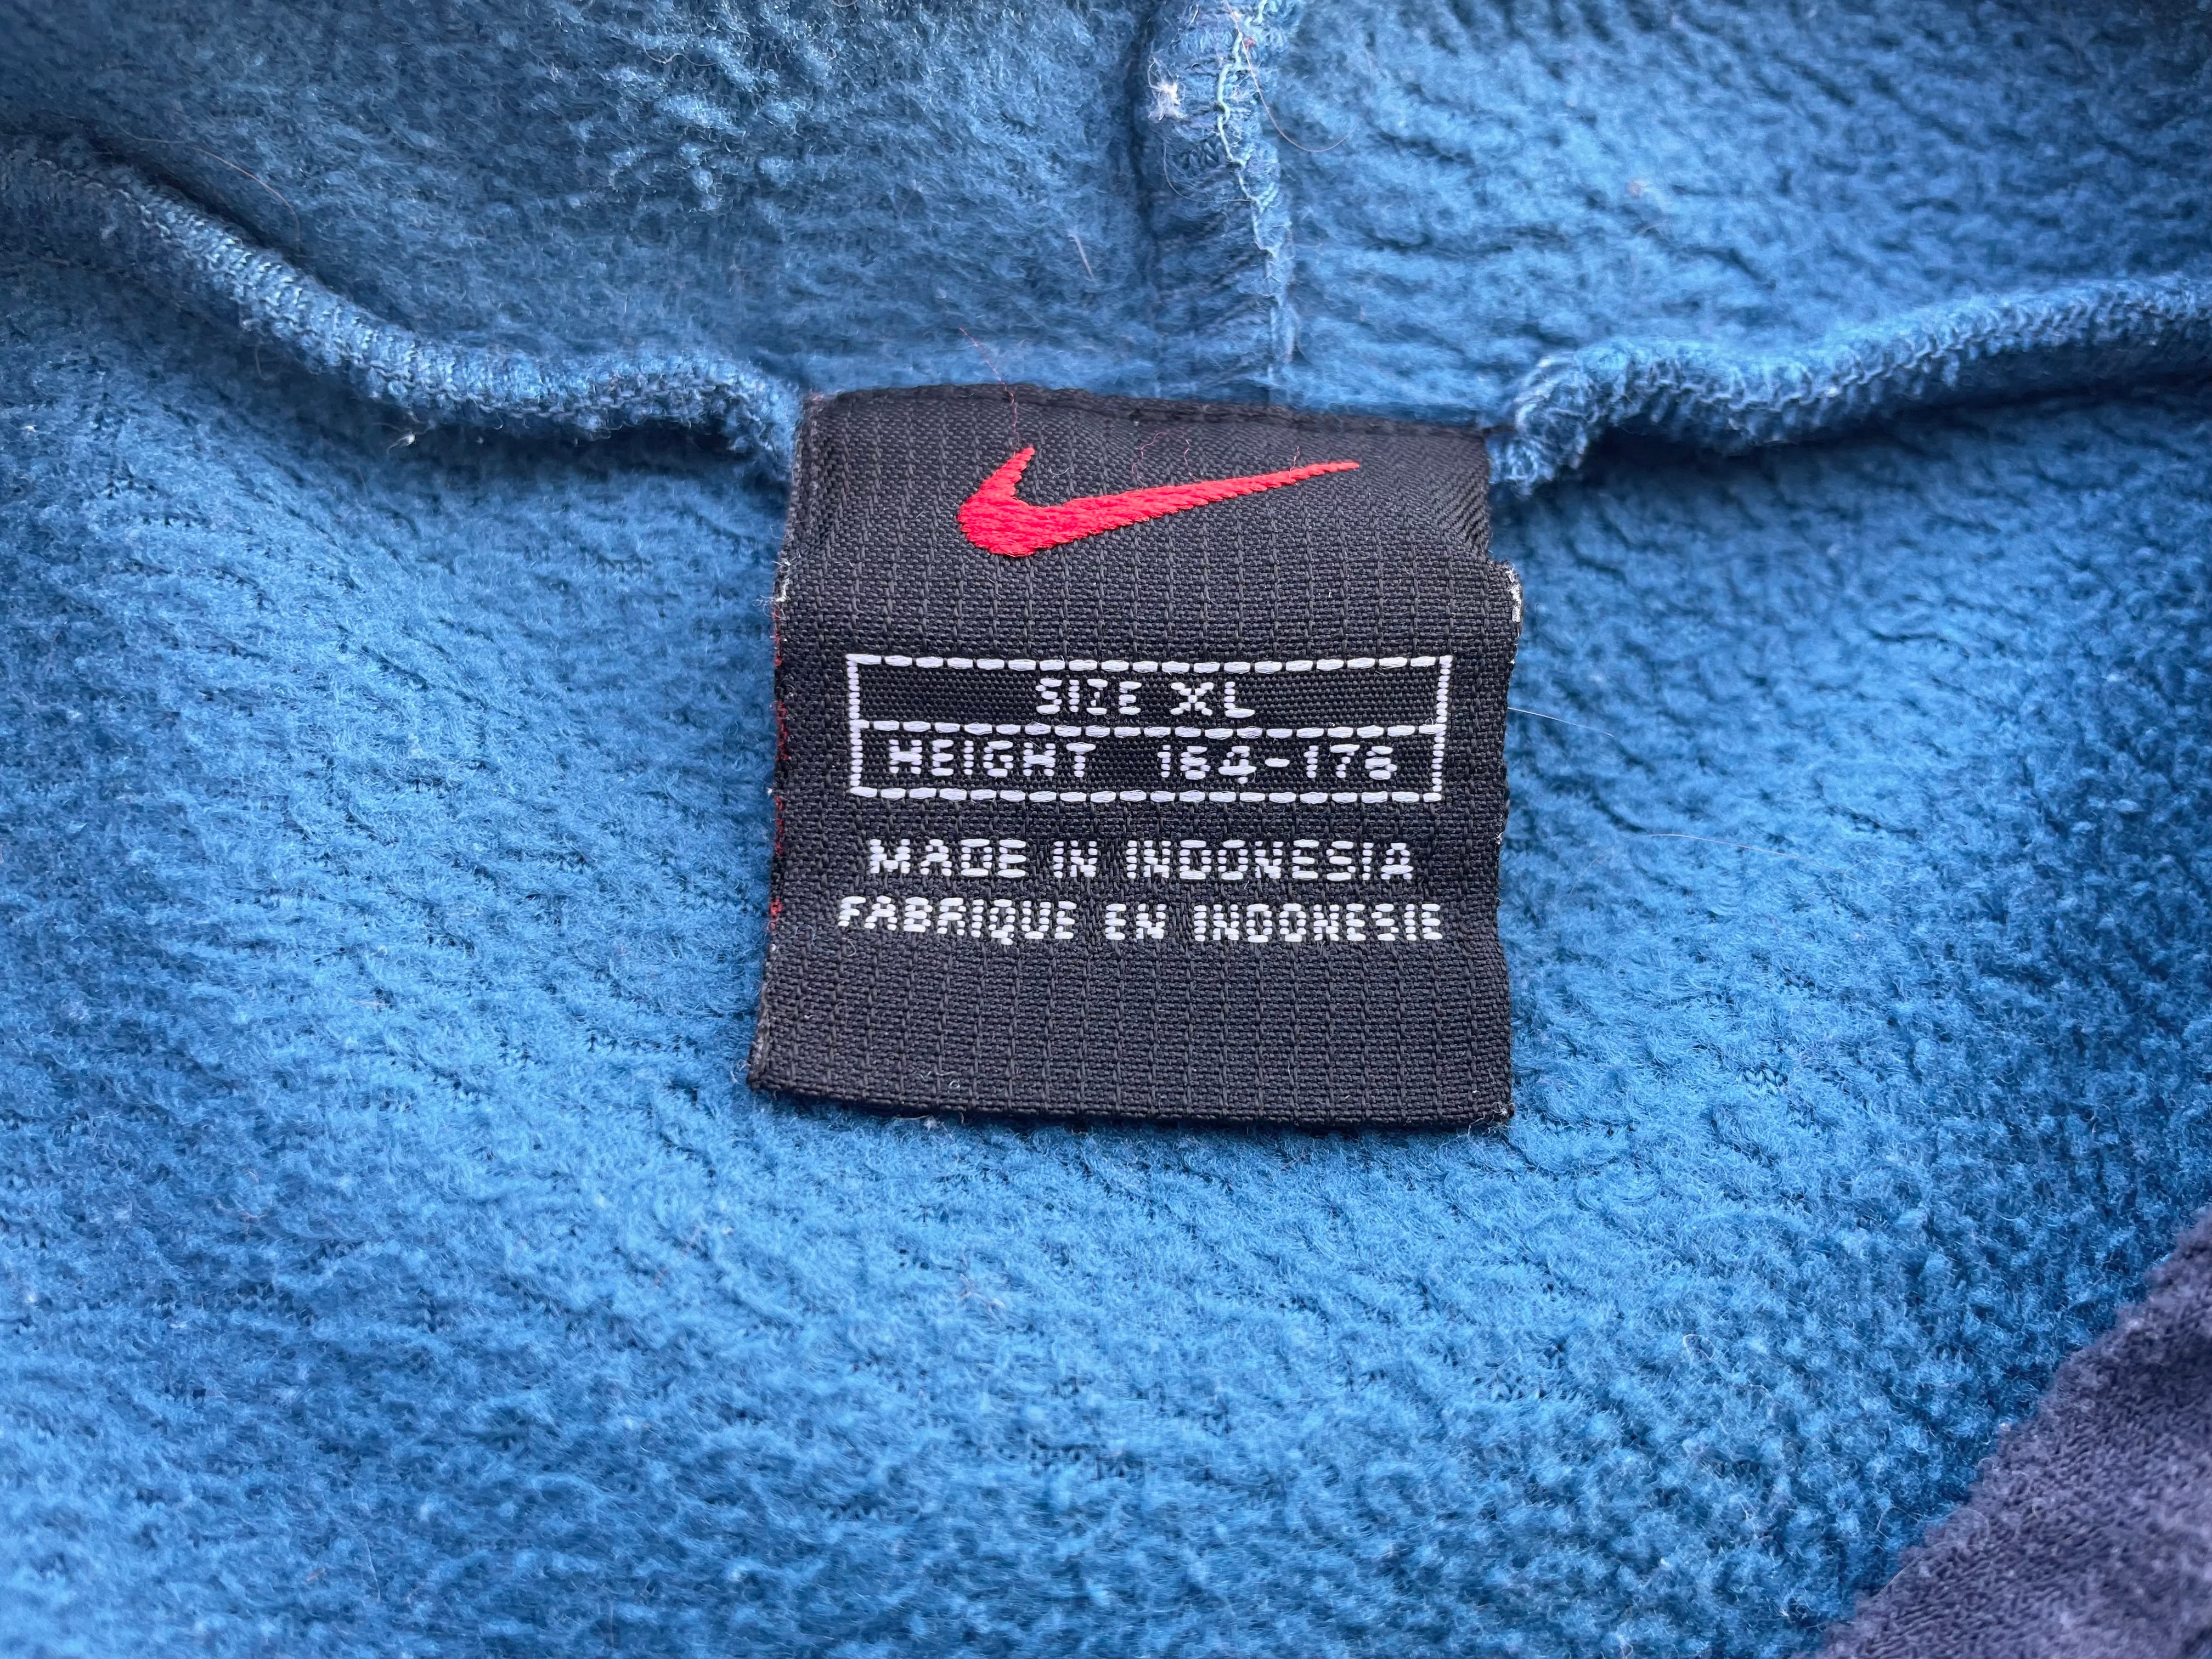 SIZE XL
HEIGHT 164-176
MADE IN INDONESIA
FABRIQUE EN INDONESIE